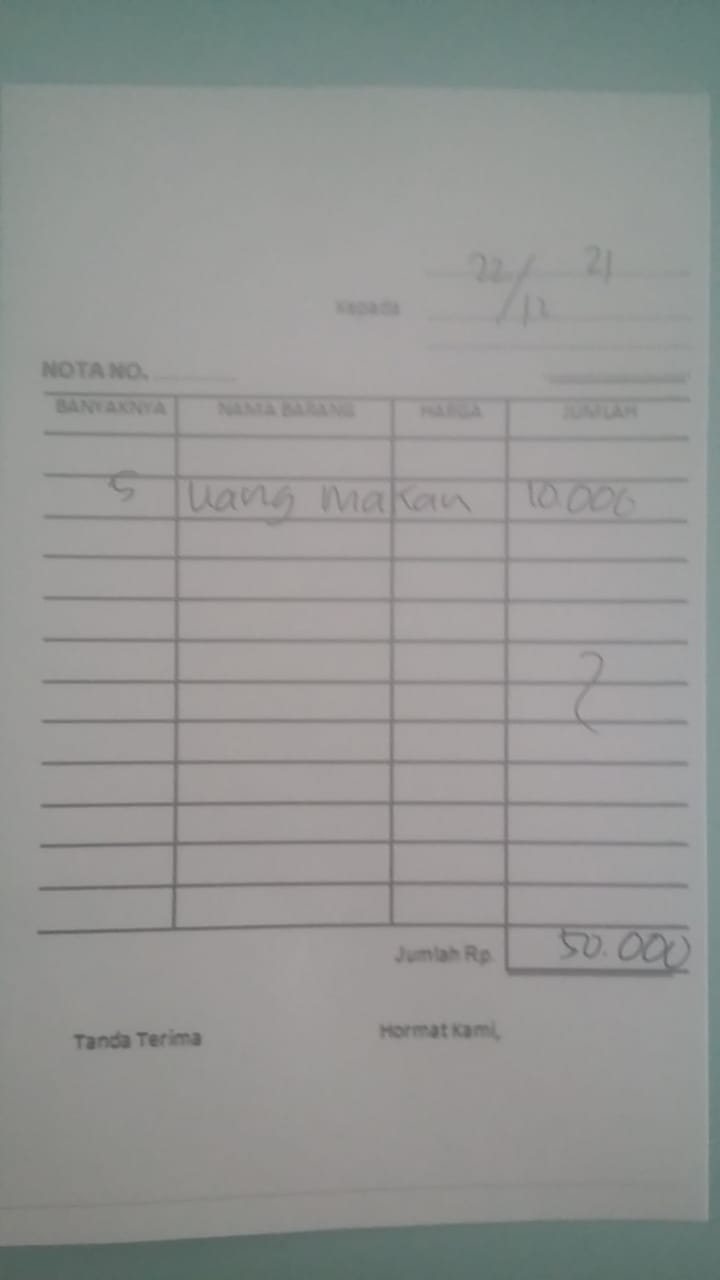 22/12 21
Kepada
NOTA NO.
BANYAKNYA NAMA BARANG HARGA JUMLAH
5 Uang makan 10.000
Jumlah Rp. 50.000
Tanda Terima Hormat Kami,